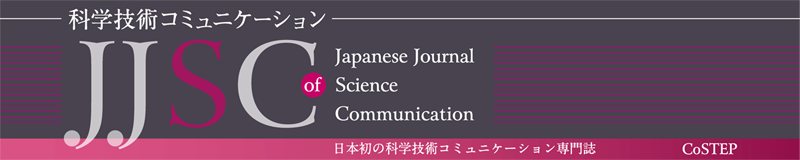 科学技術コミュニケーション
JJSC
Japanese Journal
of Science
Communication
日本初の科学技術コミュニケーション専門誌 CoSTEP